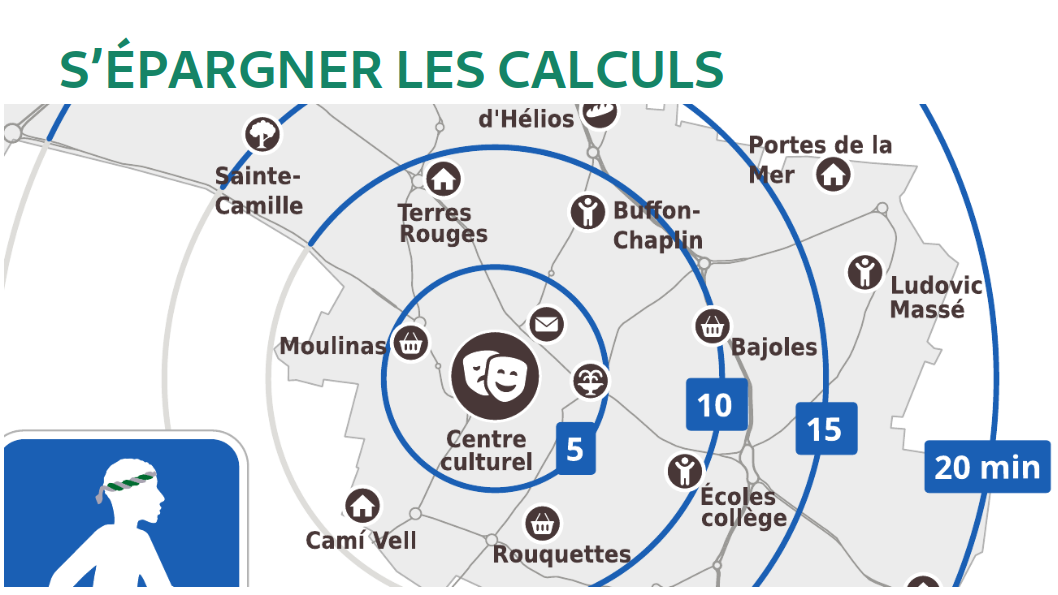 S'ÉPARGNER LES CALCULS
d'Hélios
Portes de la
Mer
Sainte-
Camille
Terres
Rouges
Buffon-
Chaplin
Ludovic
Massé
Moulinas
Bajoles
10
15
Centre
culturel
5
20 min
Écoles
collège
Camí Vell
Rouquettes